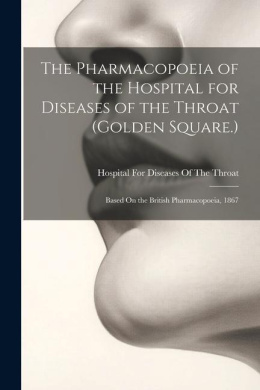 The Pharmacopoeia of
the Hospital for
Diseases of the Throat
(Golden Square.)
Hospital For Diseases Of The Throat
Based On the British Pharmacopoeia, 1867